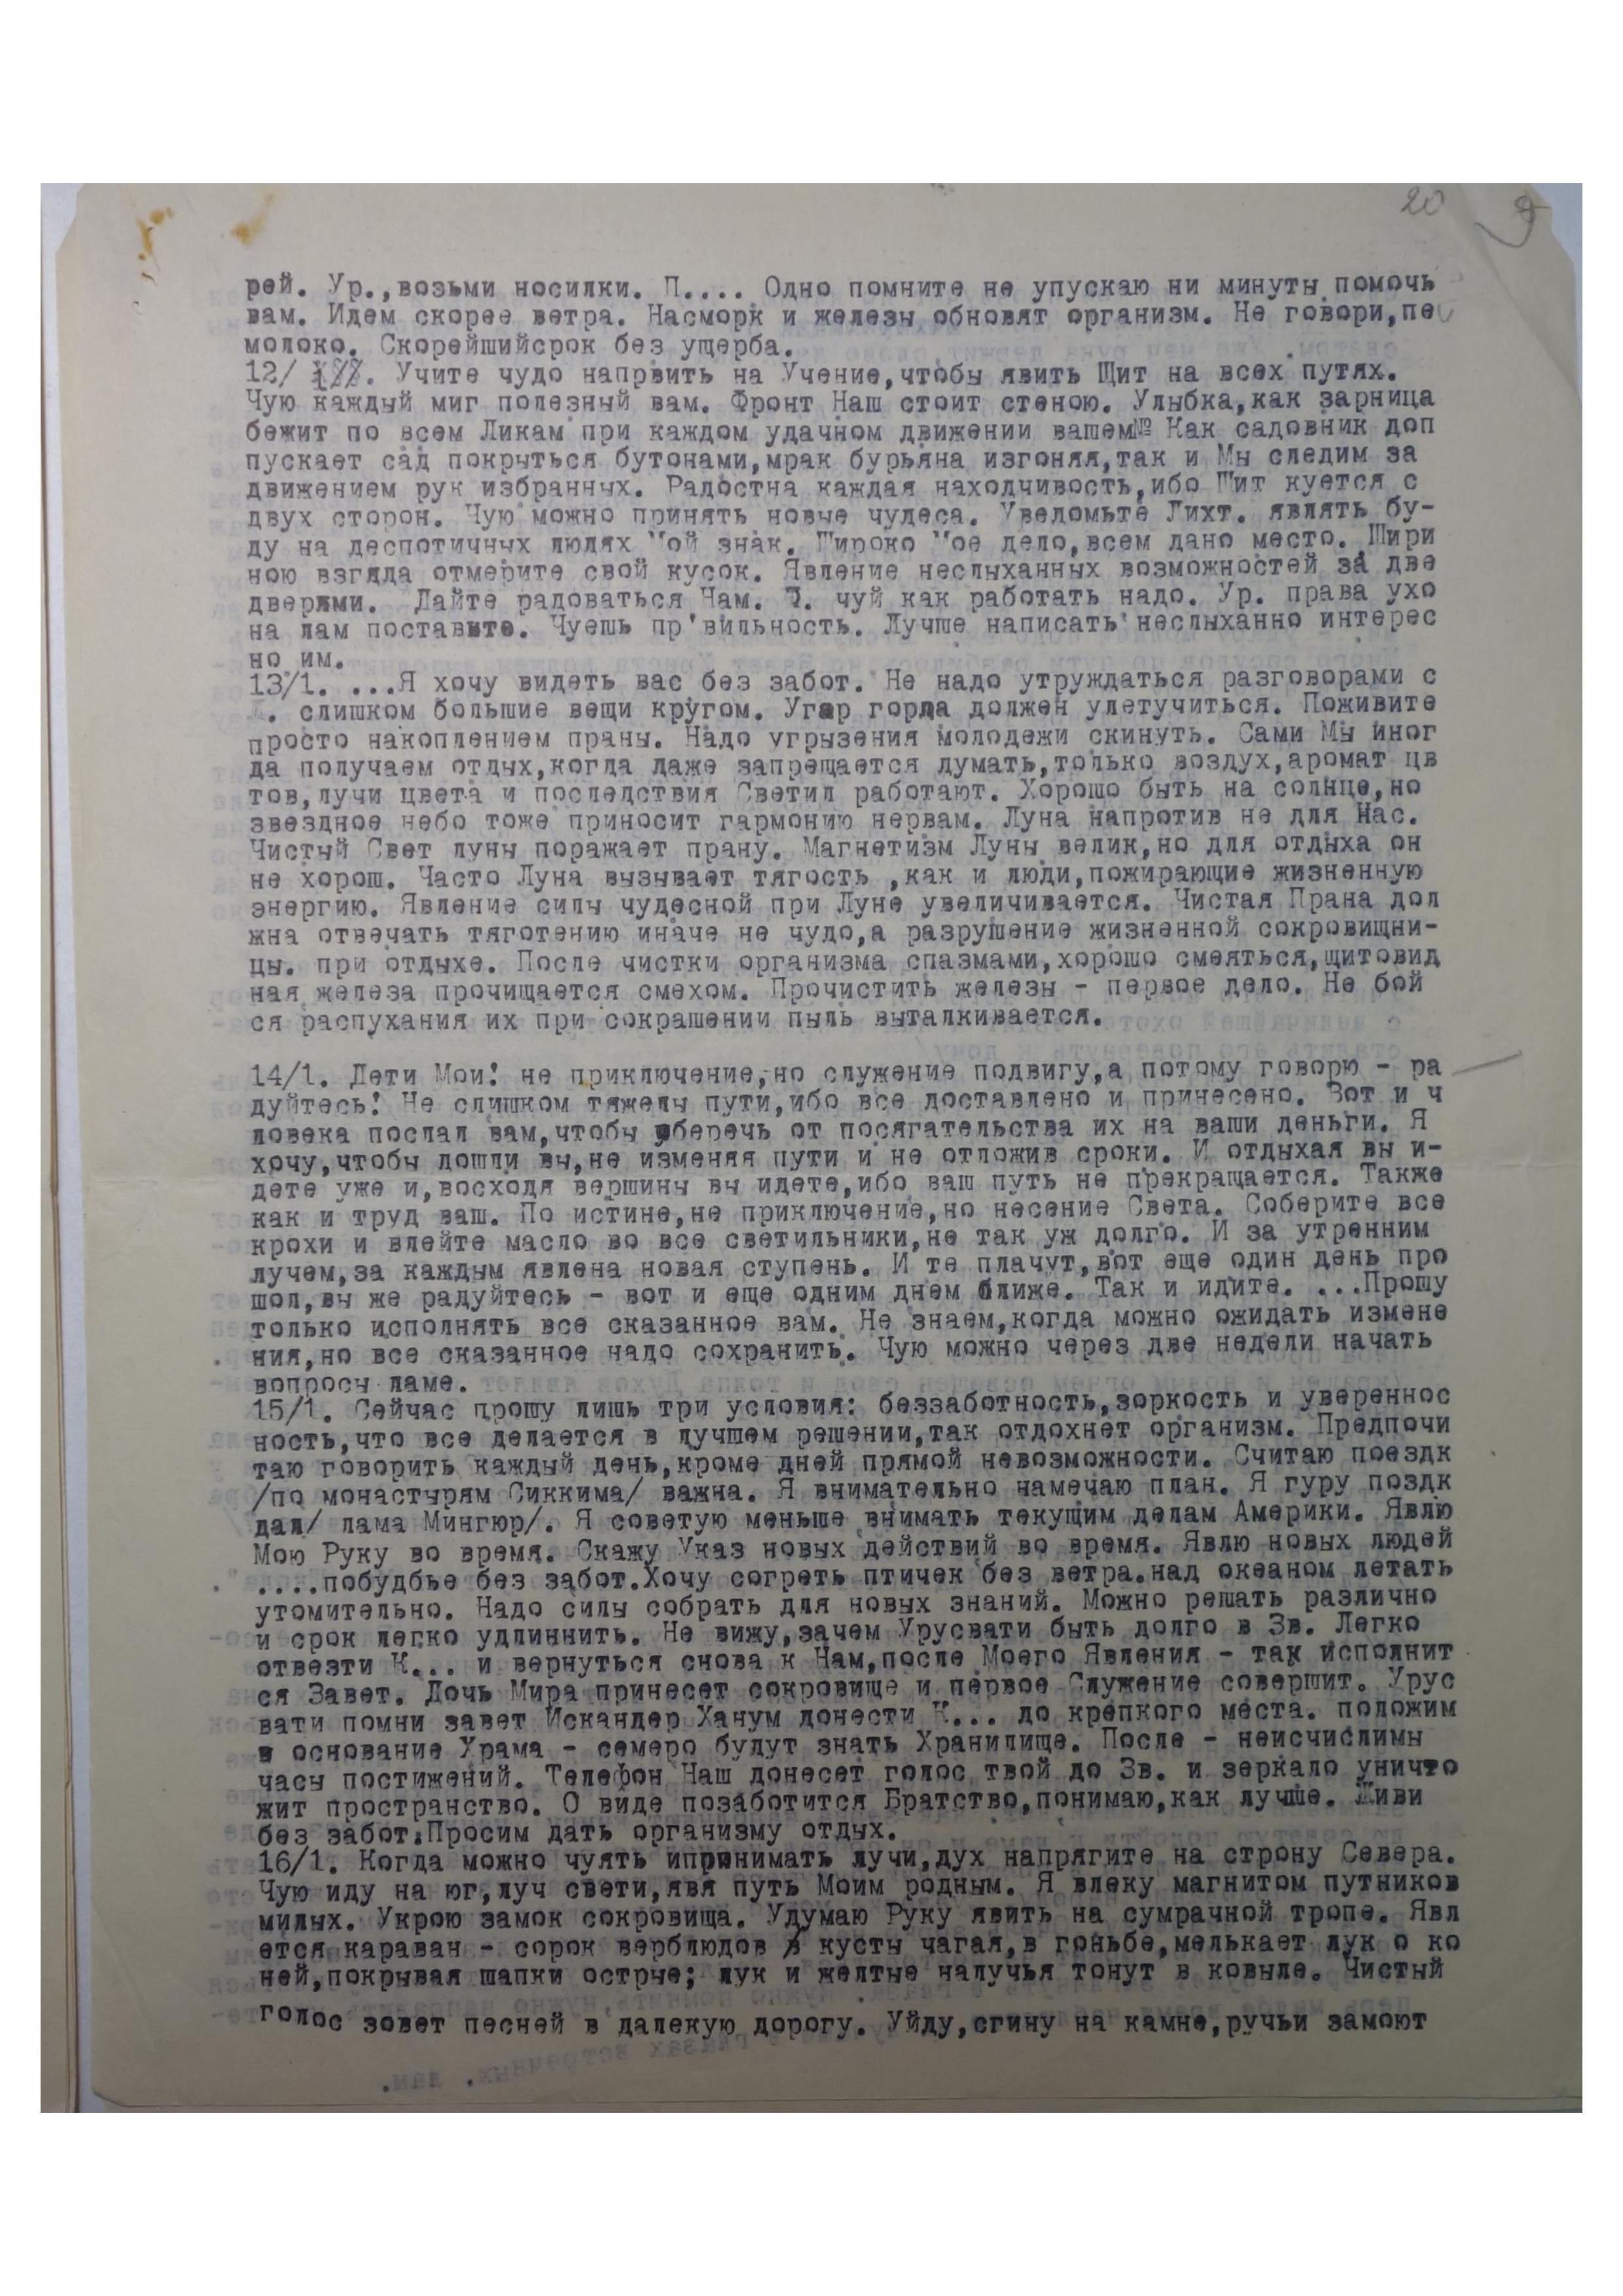 20
рей. Ур.,возьми носилки. П.... Одно помните не упускаю ни минуты помочь
вам. Идем скорее ветра. Насморк и железы обновят организм. Не говори,пе
молоко. Скорейшийсрок без ущерба.
12/ . Учите чудо напрвить на Учение,чтобы явить Щит на всех путях.
Чую каждый миг полезный вам. Фронт Наш стоит стеною. Улыбка,как зарница
бежит по всем Ликам при каждом удачном движении вашем№ Как садовник доп
пускает сад покрыться бутонами,мрак бурьяна изгоняя,так и Мы следим за
движением рук избранных. Радостна каждая находчивость,ибо Щит куется с
двух сторон. Чую можно принять новые чудеса. Уведомьте Лихт. являть бу-
ду на деспотичных людях Мой знак. Широко Мое дело,всем дано место. Шири
ною взгляда отмерите свой кусок. Явление неслыханных возможностей за две
дверями. Дайте радоваться Нам. чуй как работать надо. Ур. права ухо
на лам поставьте. Чуешь пр'вильность. Лучше написать неслыханно интерес
но им.
13/1. ...Я хочу видеть вас без забот. Не надо утруждаться разговорами с
. слишком большие вещи кругом. Угар горла должен улетучиться. Поживите
просто накоплением праны. Надо угрызения молодежи скинуть. Сами Мы иног
да получаем отдых,когда даже запрещается думать,только воздух,аромат цв
тов,лучи цвета и последствия Светил работают. Хорошо быть на солнце,но
звездное небо тоже приносит гармонию нервам. Луна напротив не для Нас.
Чистый Свет луны поражает прану. Магнетизм Луны велик,но для отдыха он
не хорош. Часто Луна вызывает тягость ,как и люди,пожирающие жизненную
энергию. Явление силы чудесной при Луне увеличивается. Чистая Прана дол
жна отвечать тяготению иначе не чудо,а разрушение жизненной сокровищни-
цы. при отдыхе. После чистки организма спазмами,хорошо смеяться,щитовид
ная железа прочищается смехом. Прочистить железы - первое дело. Не бой
ся распухания их при сокращении пыль выталкивается.
14/1. Дети Мои! не приключение,но служение подвигу,а потому говорю - ра
дуйтесь! Не слишком тяжелы пути,ибо все доставлено и принесено. Вот и ч
ловека послал вам,чтобы уберечь от посягательства их на ваши деньги. Я
хочу,чтобы дошли вы,не изменяя пути и не отложив сроки. И отдыхая вы и-
дете уже и,восходя вершины вы идете,ибо ваш путь не прекращается. Также
как и труд ваш. По истине,не приключение,но несение Света. Соберите все
крохи и влейте масло во все светильники,не так уж долго. И за утренним
лучем,за каждым явлена новая ступень. И те плачут,вот еще один день про
шол,вы же радуйтесь - вот и еще одним днем ближе. Так и идите. ...Прошу
только исполнять все сказанное вам. Не знаем,когда можно ожидать измене
ния,но все сказанное надо сохранить. Чую можно через две недели начать
вопросы ламе.
15/1. Сейчас прошу лишь три условия: беззаботность,зоркость и увереннос
ность,что все делается в лучшем решении,так отдохнет организм. Предпочи
таю говорить каждый день,кроме дней прямой невозможности. Считаю поездк
/по монастырям Сиккима/ важна. Я внимательно намечаю план. Я гуру поздк
дал/ лама Мингюр/. Я советую меньше внимать текущим делам Америки. Явлю
Мою Руку во время. Скажу Указ новых действий во время. Явлю новых людей
....побудбье без забот.Хочу согреть птичек без ветра.над океаном летать
утомительно. Надо силы собрать для новых знаний. Можно решать различно
и срок легко удлиннить. Не вижу,зачем Урусвати быть долго в Зв. Легко
отвезти К... и вернуться снова к Нам,после Моего Явления - так исполнит
ся Завет. Дочь Мира принесет сокровище и первое Служение совершит. Урус
вати помни завет Искандер Ханум донести К... до крепкого места. положим
в основание Храма - семеро будут знать Хранилище. После - неисчислимы
часы постижений. Телефон Наш донесет голос твой до Зв. и зеркало уничто
жит пространство. О виде позаботится Братство,понимаю,как лучше. Живи
без забот.Просим дать организму отдых.
16/1. Когда можно чуять ипринимать лучи,дух напрягите на строну Севера.
Чую иду на юг,луч свети,явя путь Моим родным. Я влеку магнитом путников
милых. Укрою замок сокровища. Удумаю Руку явить на сумрачной тропе. Явл
ется караван - сорок верблюдов в кусты чагая,в гоньбе,мелькает лук о ко
ней,покрывая шапки острые; лук и желтые налучья тонут в ковыле. Чистый
голос зовет песней в далекую дорогу. Уйду,сгину на камне,ручьи замоют